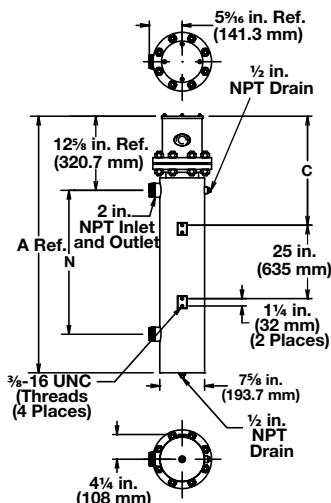 5⁹⁄₁₆ in. Ref.
(141.3 mm)
½ in.
NPT Drain
12⅝ in. Ref.
(320.7 mm)
C
2 in.
NPT Inlet
and Outlet
A Ref.
N
25 in.
(635 mm)
1¼ in.
(32 mm)
(2 Places)
⅜-16 UNC
(Threads
(4 Places)
7⅝ in.
(193.7 mm)
½ in.
NPT
Drain
4¼ in.
(108 mm)